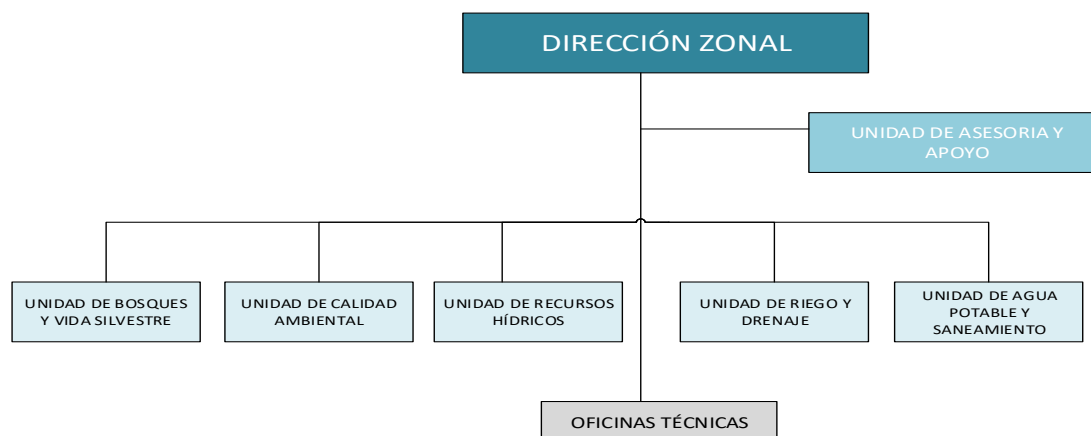 DIRECCIÓN ZONAL
UNIDAD DE ASESORIA Y
APOYO
UNIDAD DE BOSQUES
Y VIDA SILVESTRE
UNIDAD DE CALIDAD
AMBIENTAL
UNIDAD DE RECURSOS
HÍDRICOS
UNIDAD DE RIEGO Y
DRENAJE
UNIDAD DE AGUA
POTABLE Y
SANEAMIENTO
OFICINAS TÉCNICAS